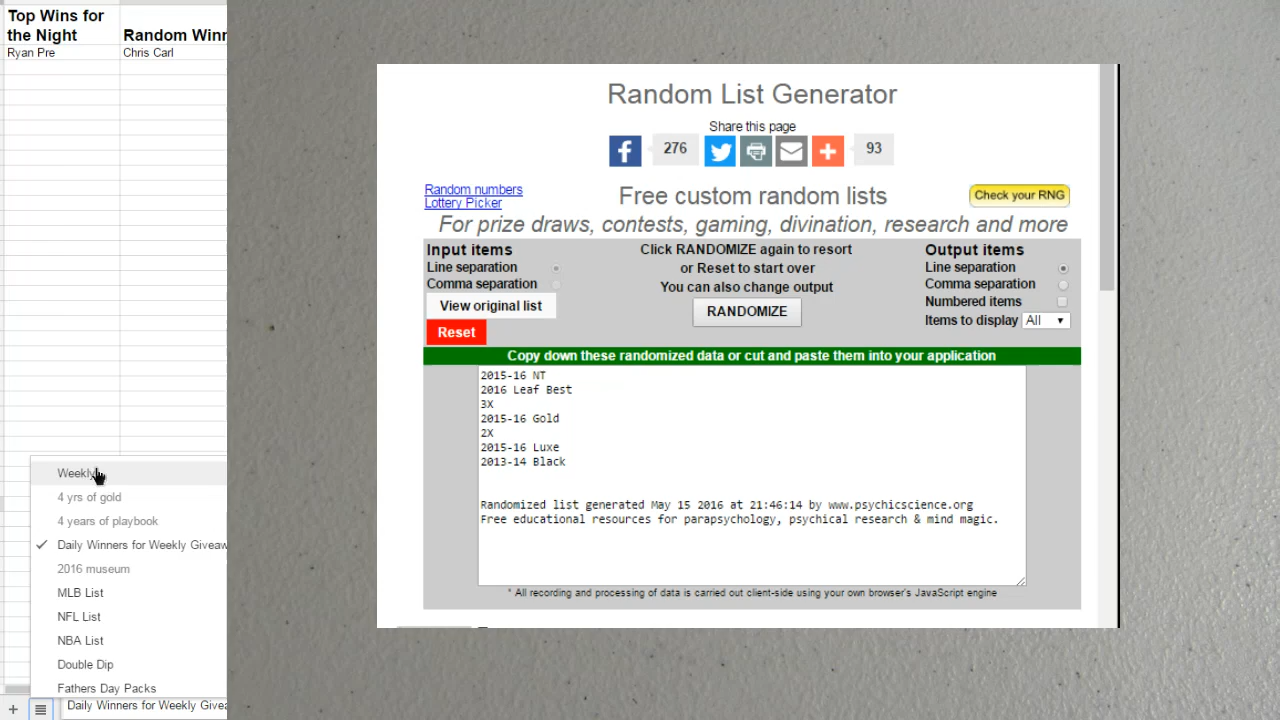 Top Wins for
the Night
Random Winn
Ryan Pre
Chris Carl
Weekly
4 yrs of gold
4 years of playbook
Daily Winners for Weekly Giveaw
2016 museum
MLB List
NFL List
NBA List
Double Dip
Fathers Day Packs
Daily Winners for Weekly Givea
Random List Generator
Share this page
276
93
Random numbers
Lottery Picker
Free custom random lists
Check your RNG
For prize draws, contests, gaming, divination, research and more
Input items
Line separation
Comma separation
View original list
Reset
Click RANDOMIZE again to resort
or Reset to start over
You can also change output
RANDOMIZE
Output items
Line separation
Comma separation
Numbered items
Items to display All
Copy down these randomized data or cut and paste them into your application
2015-16 NT
2016 Leaf Best
3X
2015-16 Gold
2X
2015-16 Luxe
2013-14 Black
Randomized list generated May 15 2016 at 21:46:14 by www.psychicscience.org
Free educational resources for parapsychology, psychical research & mind magic.
* All recording and processing of data is carried out client-side using your own browser's JavaScript engine